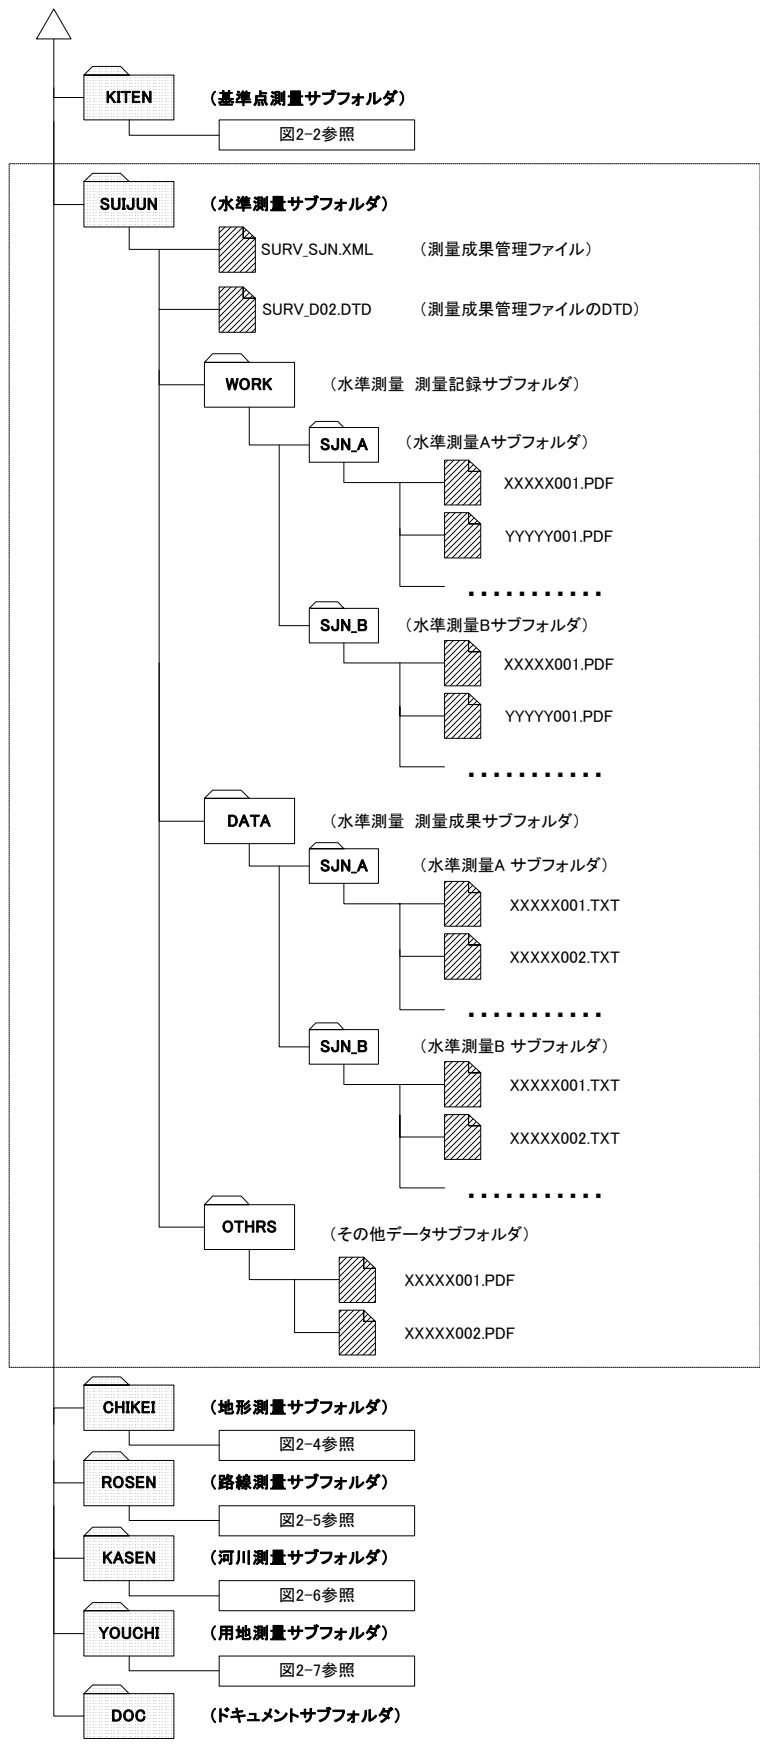 KITEN (基準点測量サブフォルダ)
図2-2参照
SUIJUN (水準測量サブフォルダ)
SURV_SJN.XML (測量成果管理ファイル)
SURV_D02.DTD (測量成果管理ファイルのDTD)
WORK (水準測量 測量記録サブフォルダ)
SJN_A (水準測量Aサブフォルダ)
XXXXX001.PDF
YYYYY001.PDF
...........
SJN_B (水準測量Bサブフォルダ)
XXXXX001.PDF
YYYYY001.PDF
...........
DATA (水準測量 測量成果サブフォルダ)
SJN_A (水準測量A サブフォルダ)
XXXXX001.TXT
XXXXX002.TXT
...........
SJN_B (水準測量B サブフォルダ)
XXXXX001.TXT
XXXXX002.TXT
...........
OTHRS (その他データサブフォルダ)
XXXXX001.PDF
XXXXX002.PDF
CHIKEI (地形測量サブフォルダ)
図2-4参照
ROSEN (路線測量サブフォルダ)
図2-5参照
KASEN (河川測量サブフォルダ)
図2-6参照
YOUCHI (用地測量サブフォルダ)
図2-7参照
DOC (ドキュメントサブフォルダ)